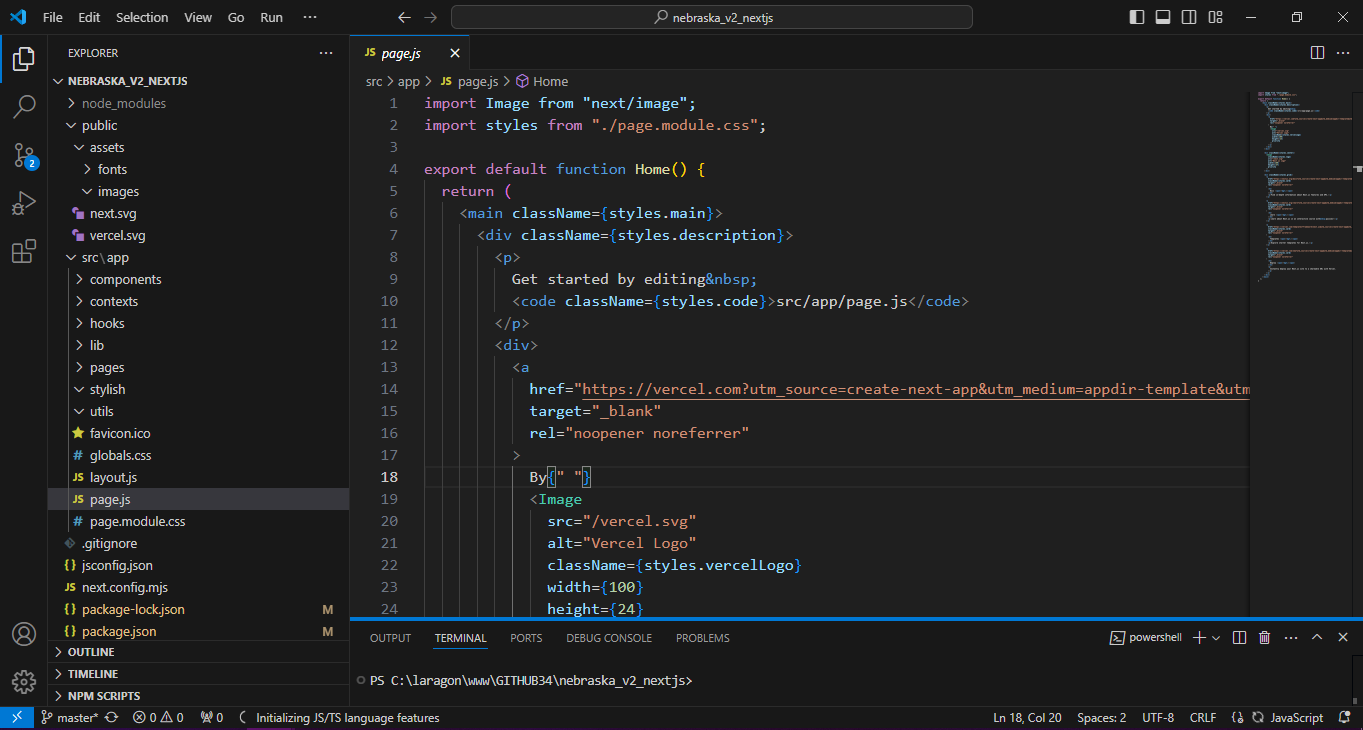 File Edit Selection View Go Run ··· nebraska_v2_nextjs
EXPLORER
NEBRASKA_V2_NEXTJS
node_modules
public
assets
fonts
images
next.svg
vercel.svg
src\app
components
contexts
hooks
lib
pages
stylish
utils
favicon.ico
globals.css
layout.js
page.js
page.module.css
.gitignore
jsconfig.json
next.config.mjs
package-lock.json M
package.json M
OUTLINE
TIMELINE
NPM SCRIPTS
2
JS page.js
src > app > JS page.js > Home
1 import Image from "next/image";
2 import styles from "./page.module.css";
3
4 export default function Home() {
5 return (
6 <main className={styles.main}>
7 <div className={styles.description}>
8 <p>
9 Get started by editing&nbsp;
10 <code className={styles.code}>src/app/page.js</code>
11 </p>
12 <div>
13 <a
14 href="https://vercel.com?utm_source=create-next-app&utm_medium=appdir-template&utm
15 target="_blank"
16 rel="noopener noreferrer"
17 >
18 By{" "}
19 <Image
20 src="/vercel.svg"
21 alt="Vercel Logo"
22 className={styles.vercelLogo}
23 width={100}
24 height={24}
OUTPUT TERMINAL PORTS DEBUG CONSOLE PROBLEMS powershell
PS C:\laragon\www\GITHUB34\nebraska_v2_nextjs>
master* 0 0 0 Initializing JS/TS language features Ln 18, Col 20 Spaces: 2 UTF-8 CRLF JavaScript